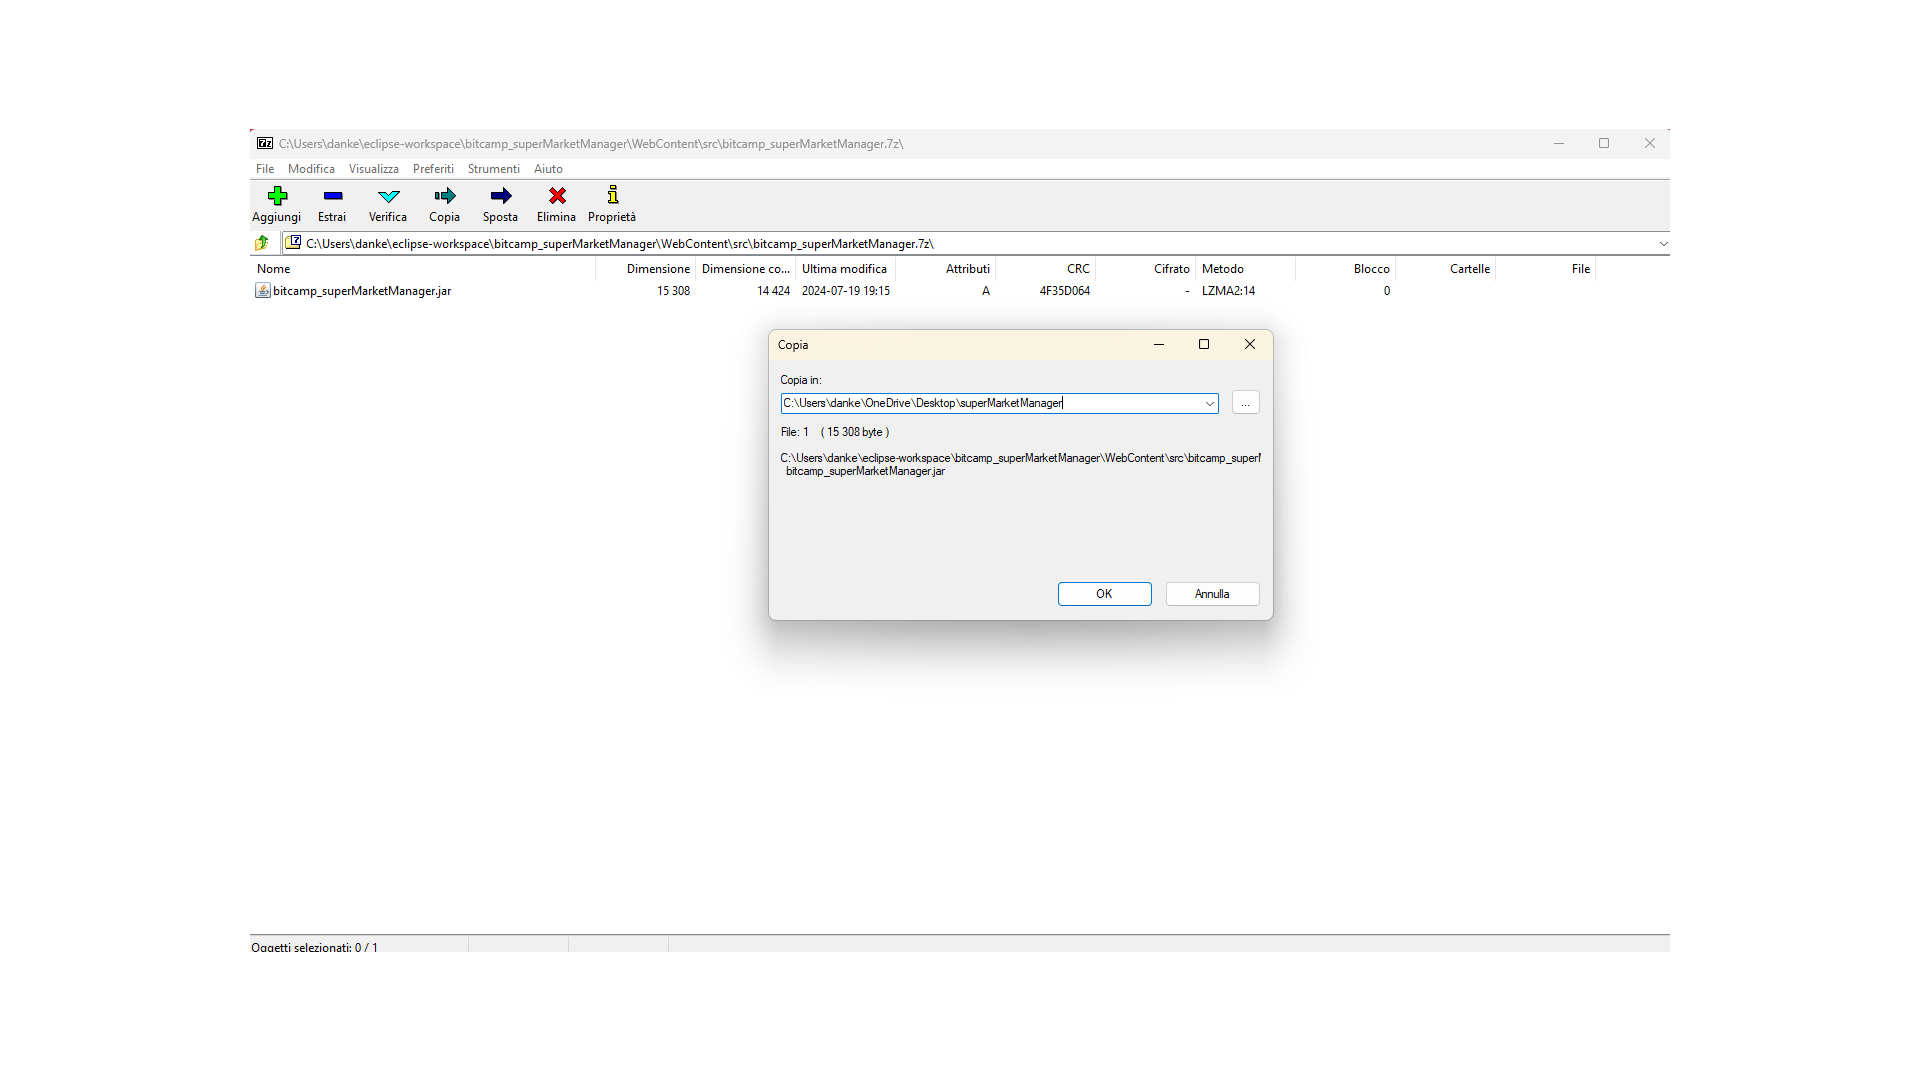 C:\Users\danke\eclipse-workspace\bitcamp_superMarketManager\WebContent\src\bitcamp_superMarketManager.7z\
File Modifica Visualizza Preferiti Strumenti Aiuto
Aggiungi Estrai Verifica Copia Sposta Elimina Proprietà
C:\Users\danke\eclipse-workspace\bitcamp_superMarketManager\WebContent\src\bitcamp_superMarketManager.7z\
Nome Dimensione Dimensione co... Ultima modifica Attributi CRC Cifrato Metodo Blocco Cartelle File
bitcamp_superMarketManager.jar 15 308 14 424 2024-07-19 19:15 A 4F35D064 - LZMA2:14 0
Copia
Copia in:
C:\Users\danke\OneDrive\Desktop\superMarketManager
...
File: 1 ( 15 308 byte )
C:\Users\danke\eclipse-workspace\bitcamp_superMarketManager\WebContent\src\bitcamp_super
bitcamp_superMarketManager.jar
OK Annulla
Oggetti selezionati: 0 / 1